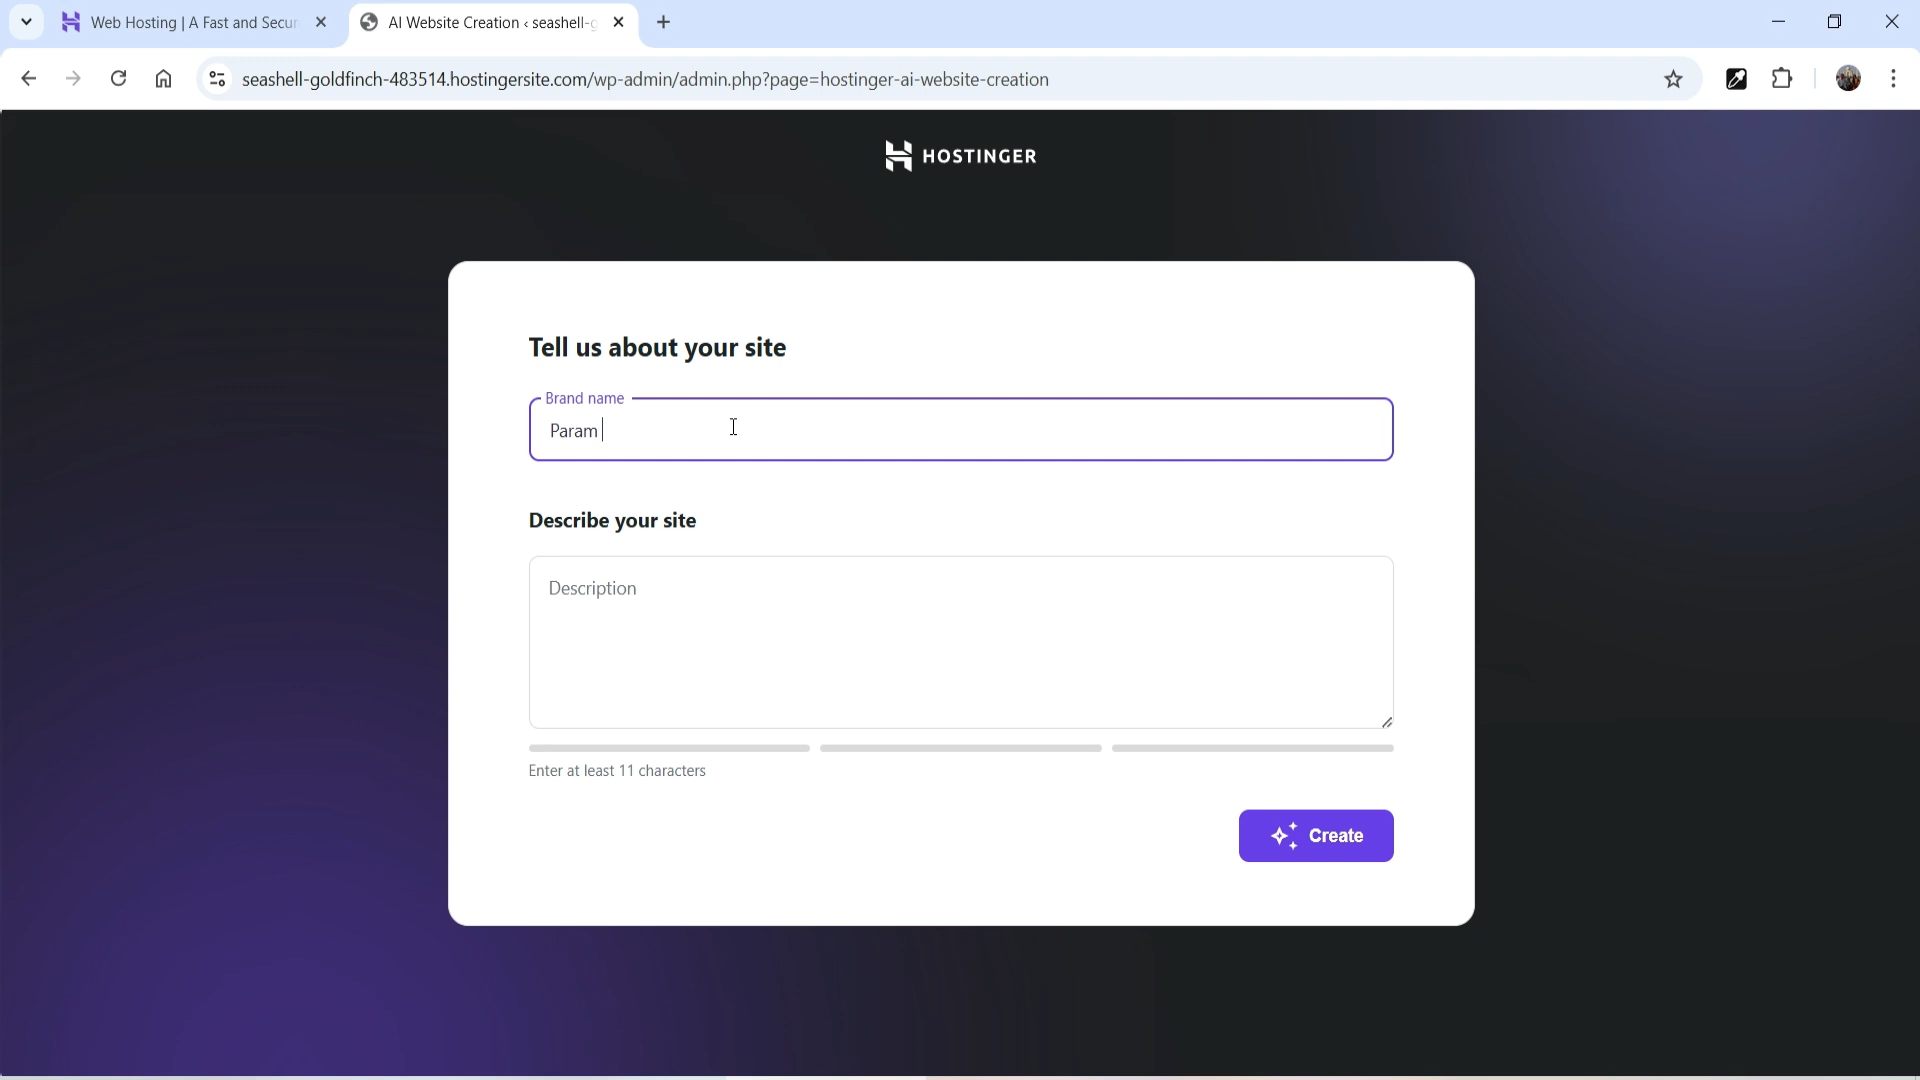 Web Hosting | A Fast and Secur
AI Website Creation ‹ seashell-g
seashell-goldfinch-483514.hostingersite.com/wp-admin/admin.php?page=hostinger-ai-website-creation
HOSTINGER
Tell us about your site
Brand name
Param
Describe your site
Description
Enter at least 11 characters
Create